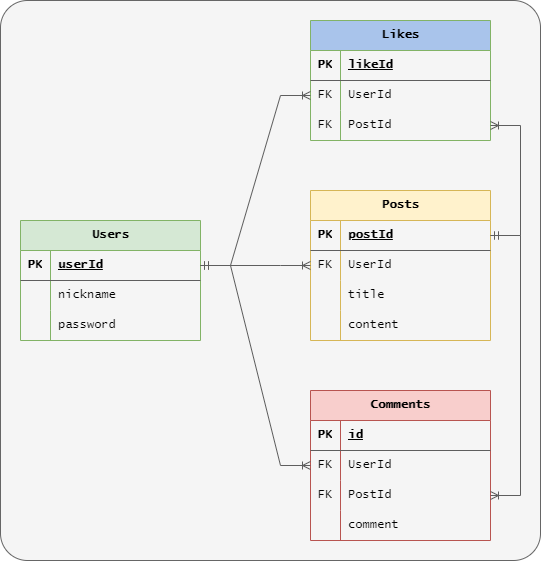 Likes
PK likeId
FK UserId
FK PostId
Posts
PK postId
FK UserId
title
content
Users
PK userId
nickname
password
Comments
PK id
FK UserId
FK PostId
comment